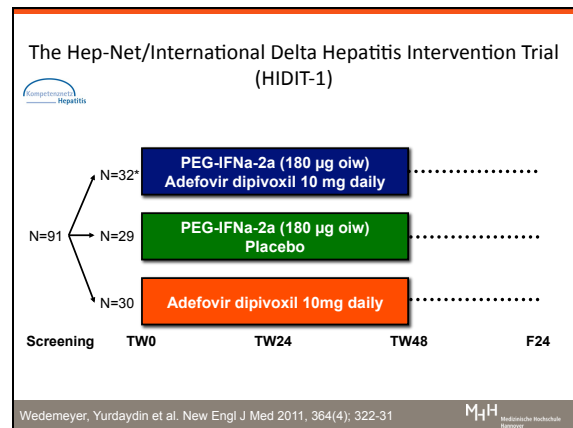 The Hep-Net/International Delta Hepatitis Intervention Trial
(HIDIT-1)
Kompetenznetz
Hepatitis
N=32*
PEG-IFNa-2a (180 µg oiw)
Adefovir dipivoxil 10 mg daily
N=91
N=29
PEG-IFNa-2a (180 µg oiw)
Placebo
N=30
Adefovir dipivoxil 10mg daily
Screening TW0 TW24 TW48 F24
Wedemeyer, Yurdaydin et al. New Engl J Med 2011, 364(4); 322-31
MHH Medizinische Hochschule
Hannover